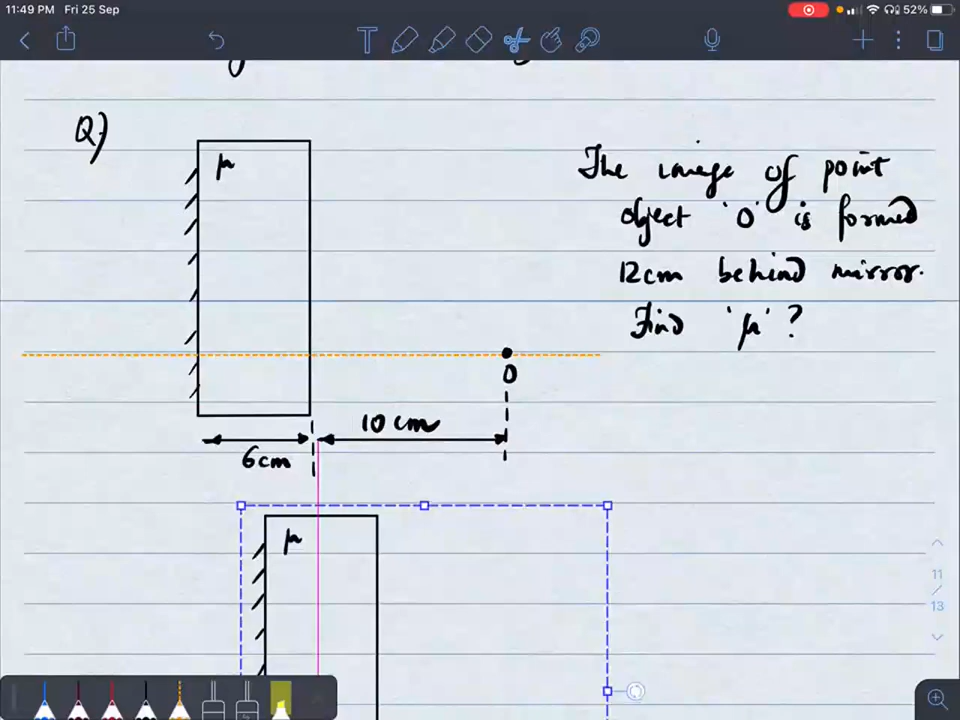 11:49 PM Fri 25 Sep
52%
Q)
μ
The image of point
object 'O' is formed
12cm behind mirror.
Find 'μ'?
O
10 cm
6cm
μ
11
/
13